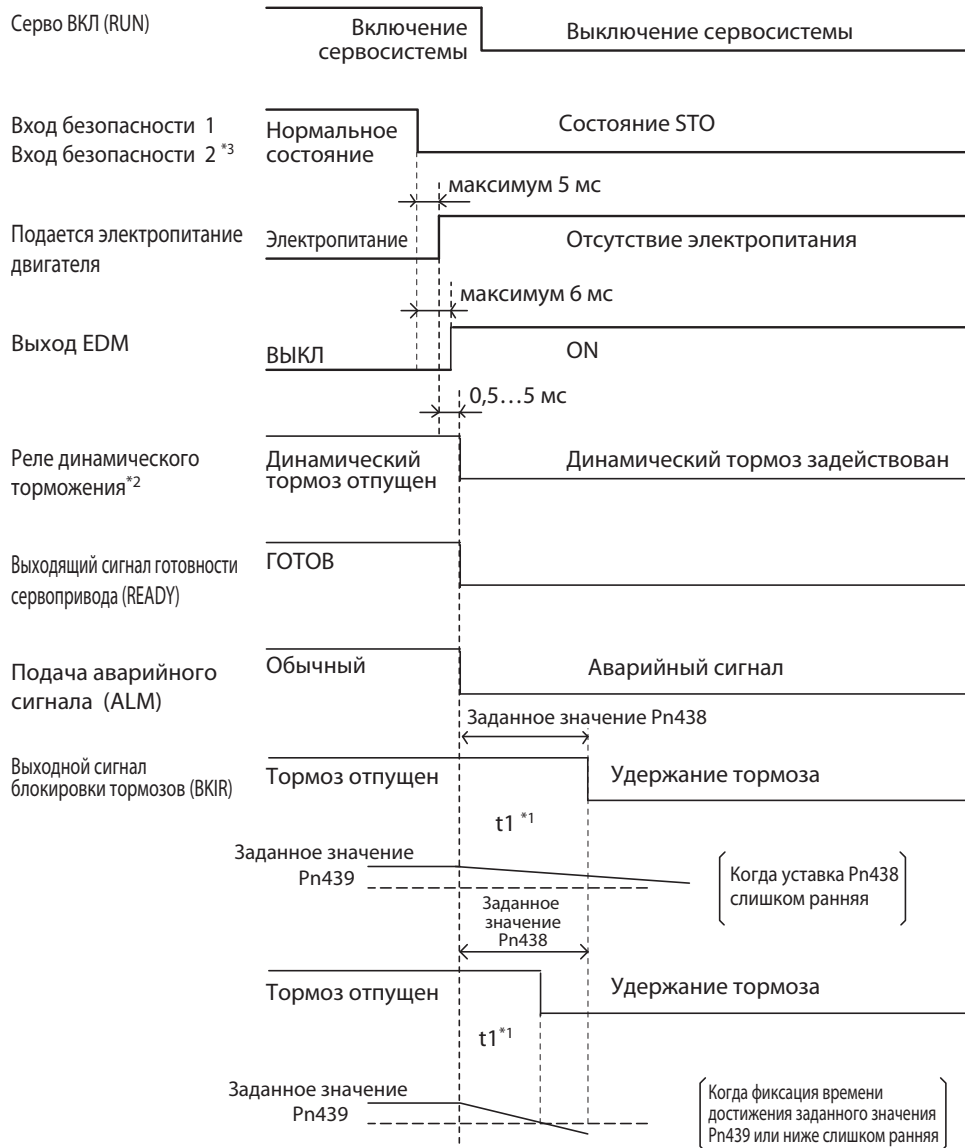 Серво ВКЛ (RUN)
Включение
сервосистемы
Выключение сервосистемы
Вход безопасности 1
Вход безопасности 2 *3
Нормальное
состояние
Состояние STO
максимум 5 мс
Подается электропитание
двигателя
Электропитание
Отсутствие электропитания
максимум 6 мс
Выход EDM
ВЫКЛ
ON
0,5...5 мс
Реле динамического
торможения*2
Динамический
тормоз отпущен
Динамический тормоз задействован
Выходящий сигнал готовности
сервопривода (READY)
ГОТОВ
Подача аварийного
сигнала (ALM)
Обычный
Аварийный сигнал
Заданное значение Pn438
Выходной сигнал
блокировки тормозов (BKIR)
Тормоз отпущен
Удержание тормоза
t1 *1
Заданное значение
Pn439
Когда уставка Pn438
слишком ранняя
Заданное
значение
Pn438
Тормоз отпущен
Удержание тормоза
t1*1
Заданное значение
Pn439
Когда фиксация времени
достижения заданного значения
Pn439 или ниже слишком ранняя